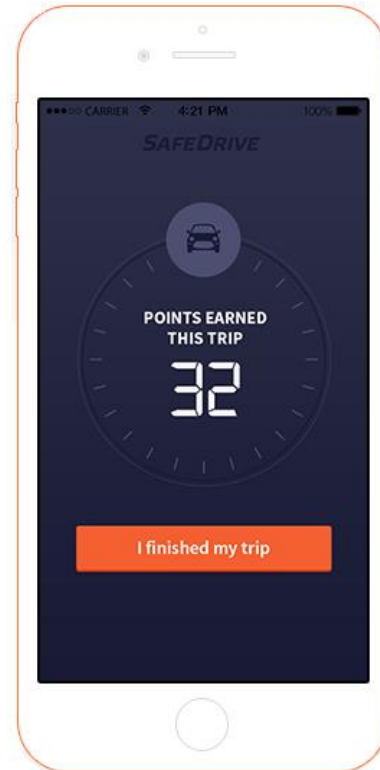 CARRIER 4:21 PM 100%
SAFEDRIVE
POINTS EARNED
THIS TRIP
32
I finished my trip